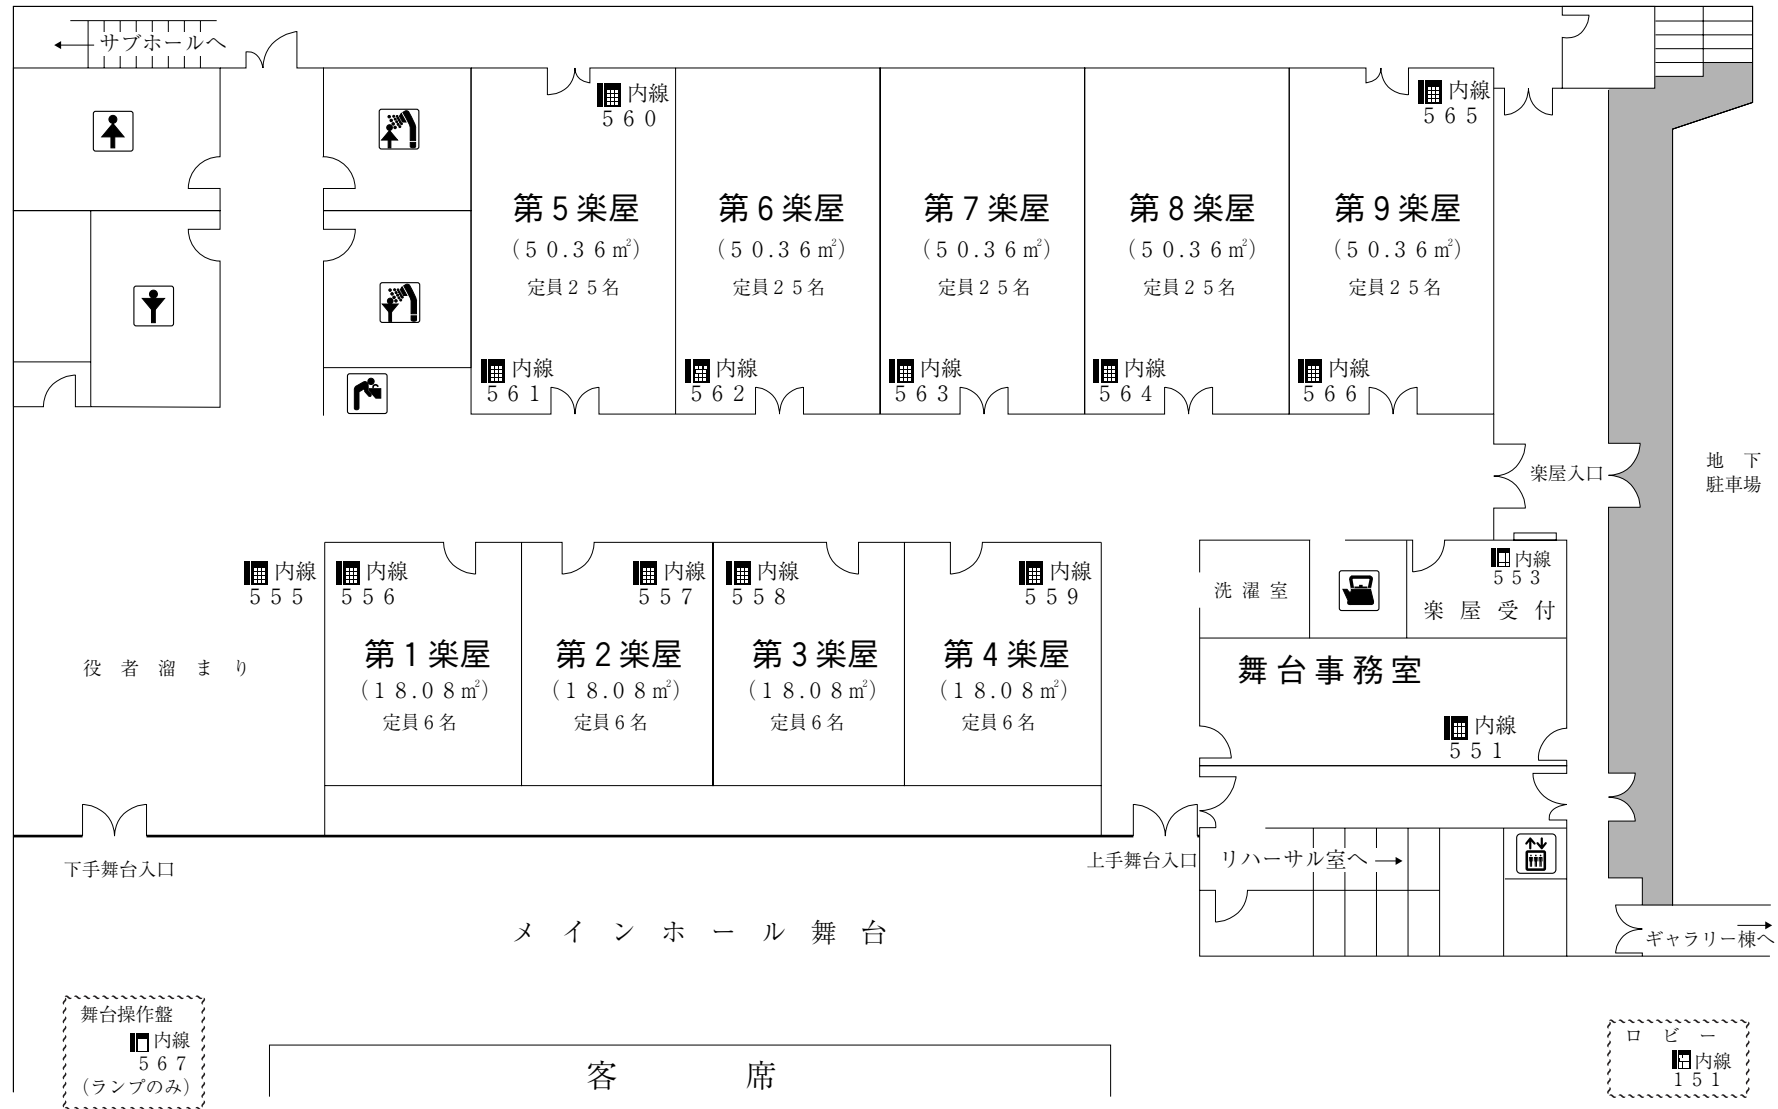 サブホールへ
内線
５６０
内線
５６５
第５楽屋
(５０.３６㎡)
定員２５名
第６楽屋
(５０.３６㎡)
定員２５名
第７楽屋
(５０.３６㎡)
定員２５名
第８楽屋
(５０.３６㎡)
定員２５名
第９楽屋
(５０.３６㎡)
定員２５名
内線
５６１
内線
５６２
内線
５６３
内線
５６４
内線
５６６
楽屋入口
地　下
駐車場
内線
５５５
内線
５５６
内線
５５７
内線
５５８
内線
５５９
洗濯室
内線
５５３
楽屋受付
役者溜まり
第１楽屋
(１８.０８㎡)
定員６名
第２楽屋
(１８.０８㎡)
定員６名
第３楽屋
(１８.０８㎡)
定員６名
第４楽屋
(１８.０８㎡)
定員６名
舞台事務室
内線
５５１
下手舞台入口
上手舞台入口
リハーサル室へ
メインホール舞台
ギャラリー棟へ
舞台操作盤
内線
５６７
(ランプのみ)
客　席
ロビー
内線
１５１